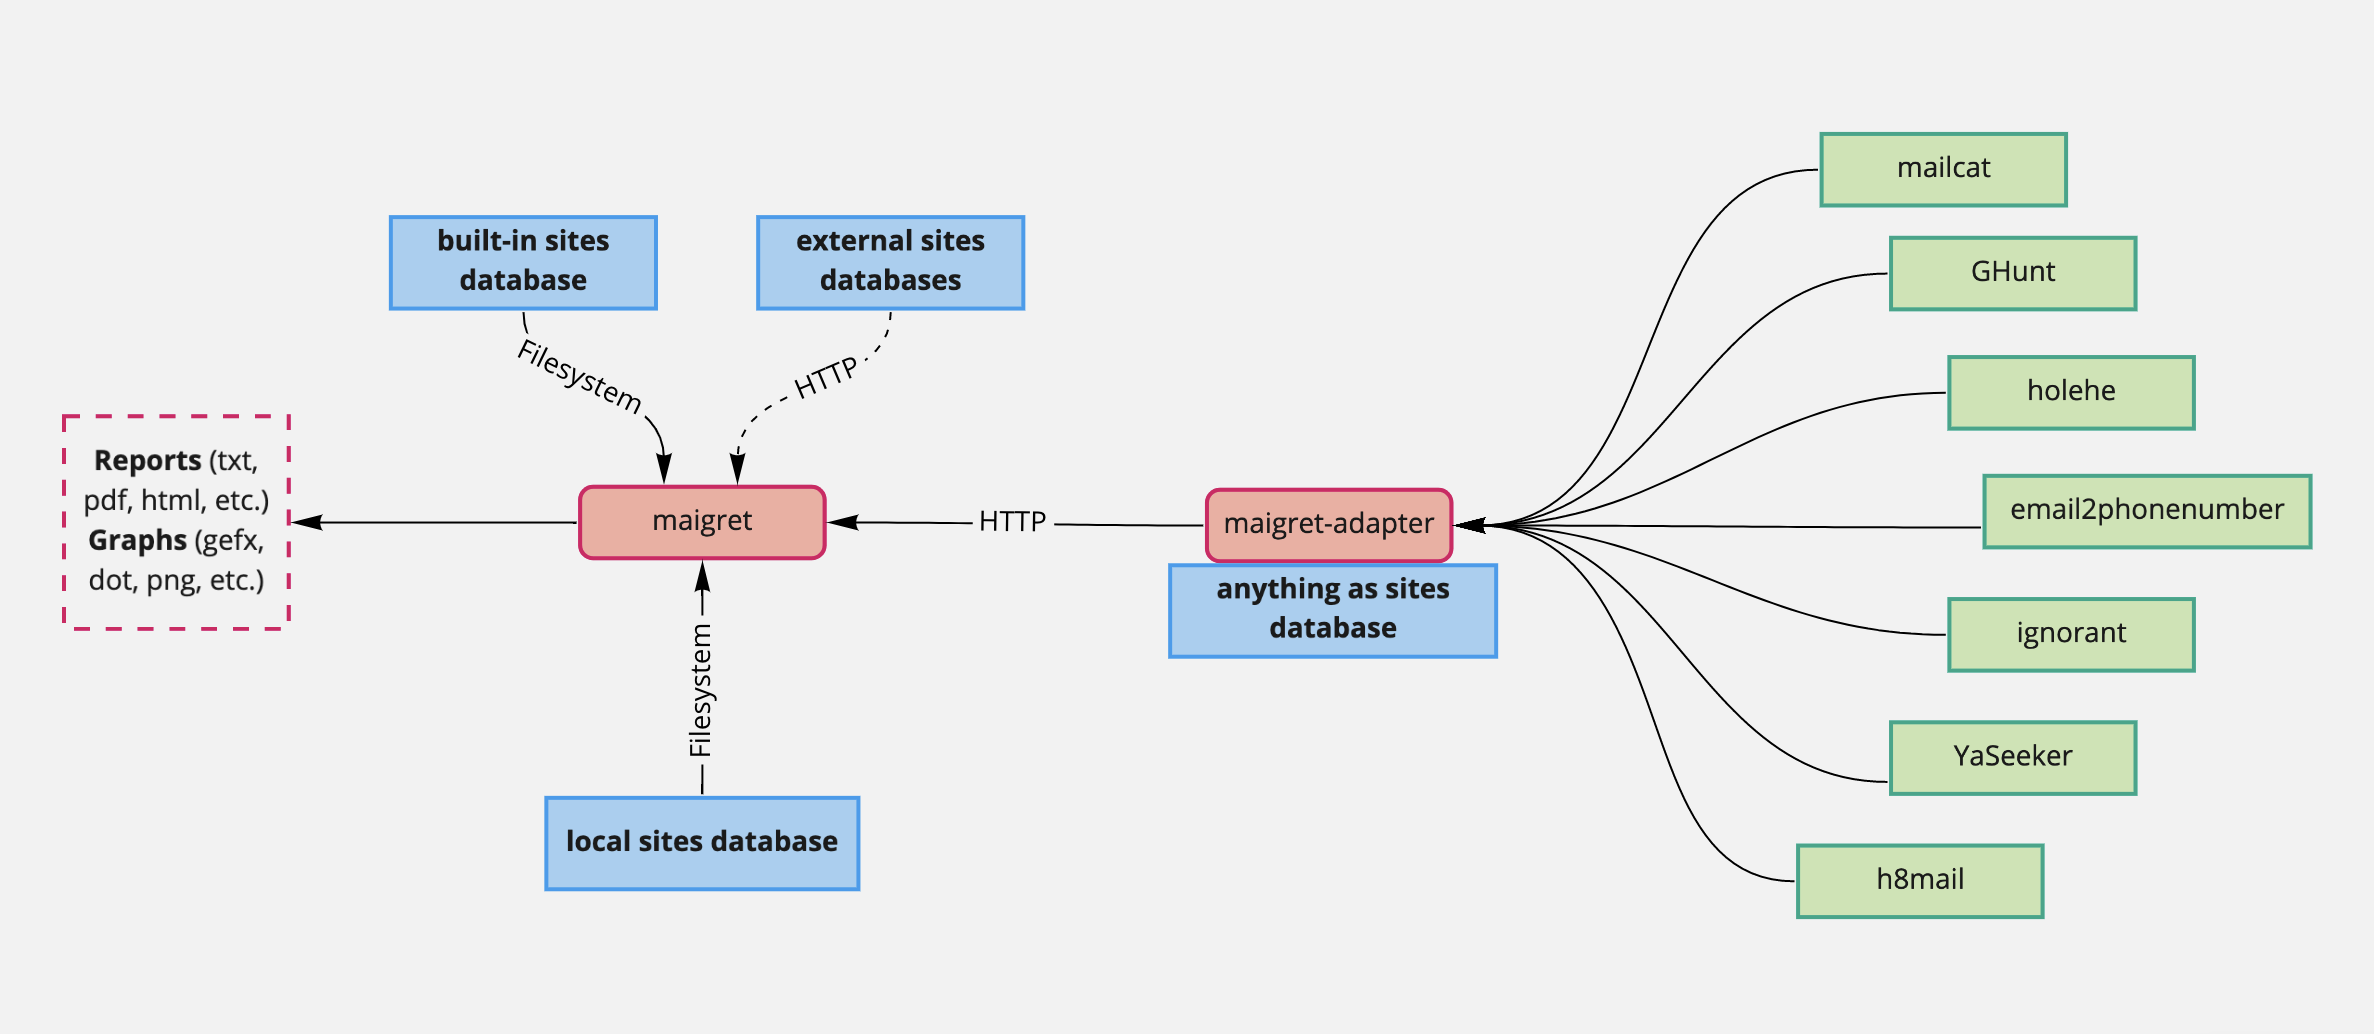 mailcat
built-in sites
database
external sites
databases
GHunt
Filesystem
HTTP
holehe
Reports (txt,
pdf, html, etc.)
Graphs (gefx,
dot, png, etc.)
maigret
HTTP
maigret-adapter
anything as sites
database
email2phonenumber
ignorant
Filesystem
YaSeeker
local sites database
h8mail